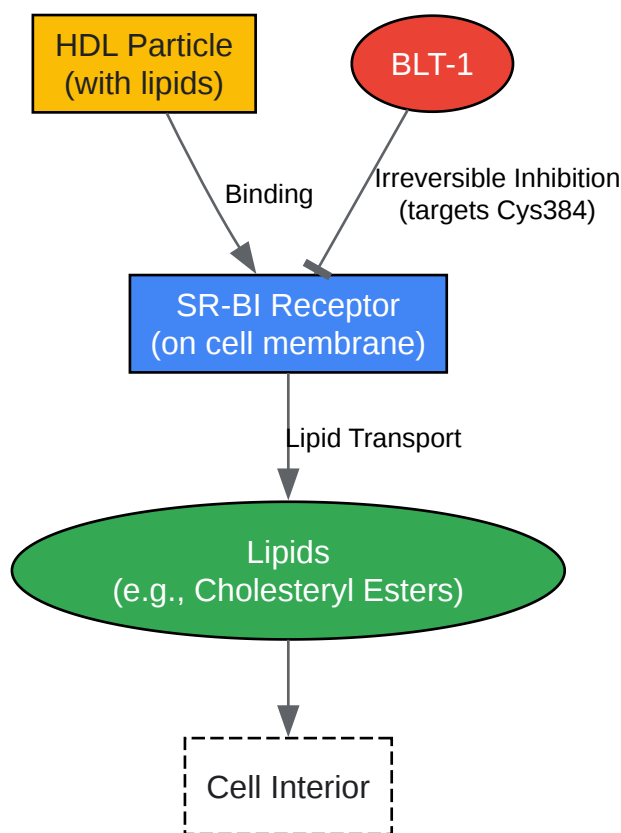 HDL Particle
(with lipids)
BLT-1
Binding
Irreversible Inhibition
(targets Cys384)
SR-BI Receptor
(on cell membrane)
Lipid Transport
Lipids
(e.g., Cholesteryl Esters)
Cell Interior